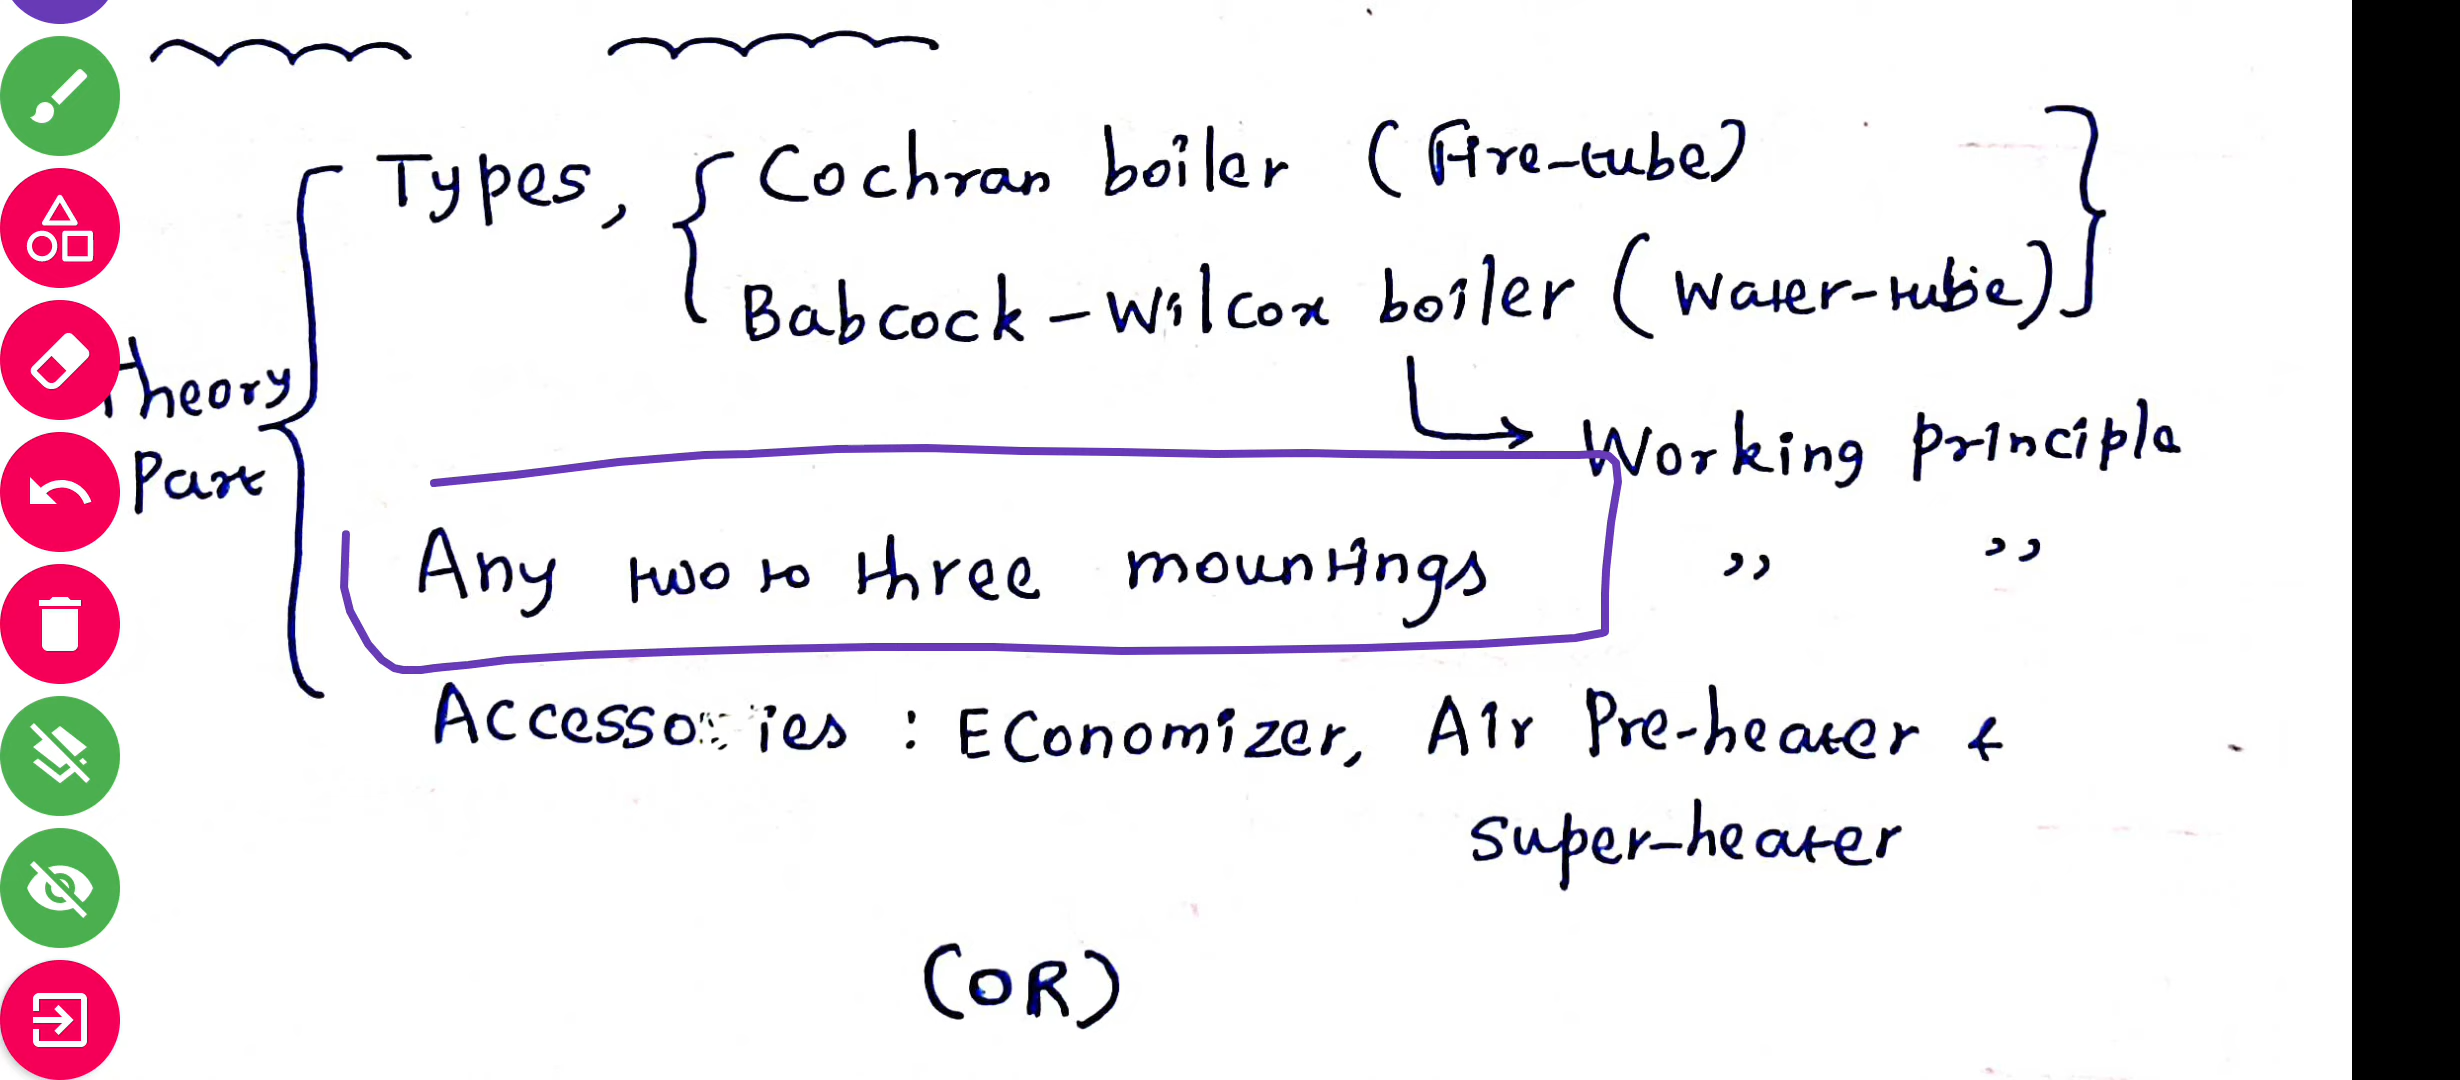 Types, { Cochran boiler (Fire-tube) }
Babcock-Wilcox boiler (Water-tube)
Theory Part
→ Working principle
Any two to three mountings ,, ,,
Accessories : Economizer, Air Pre-heater &
super-heater
(OR)